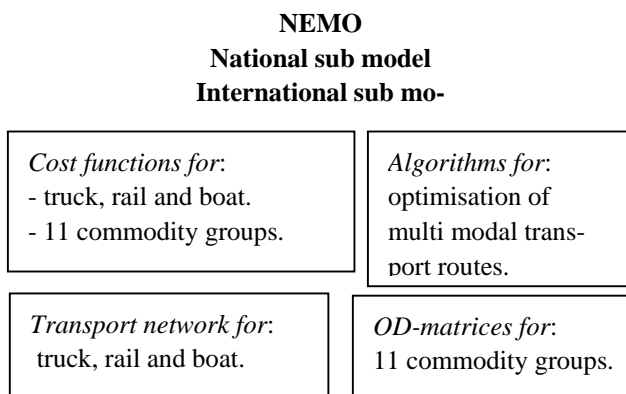 NEMO
National sub model
International sub mo-
Cost functions for:
- truck, rail and boat.
- 11 commodity groups.
Algorithms for:
optimisation of
multi modal trans-
port routes.
Transport network for:
truck, rail and boat.
OD-matrices for:
11 commodity groups.